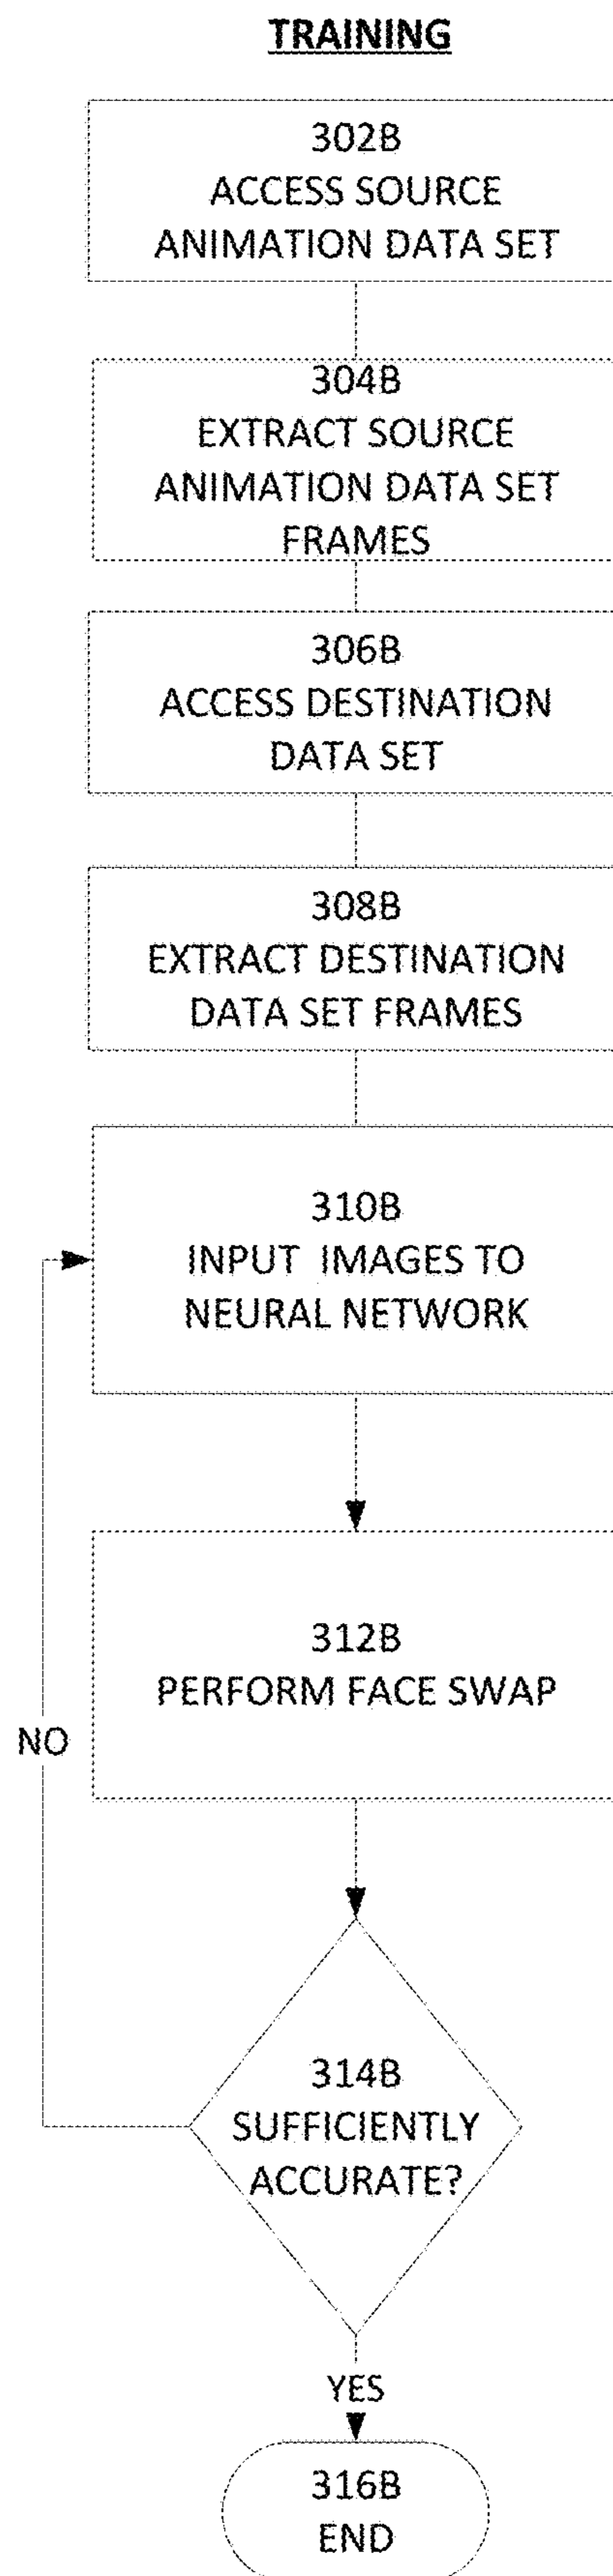 TRAINING
302B
ACCESS SOURCE
ANIMATION DATA SET
304B
EXTRACT SOURCE
ANIMATION DATA SET
FRAMES
306B
ACCESS DESTINATION
DATA SET
308B
EXTRACT DESTINATION
DATA SET FRAMES
310B
INPUT IMAGES TO
NEURAL NETWORK
312B
PERFORM FACE SWAP
NO
314B
SUFFICIENTLY
ACCURATE?
YES
316B
END